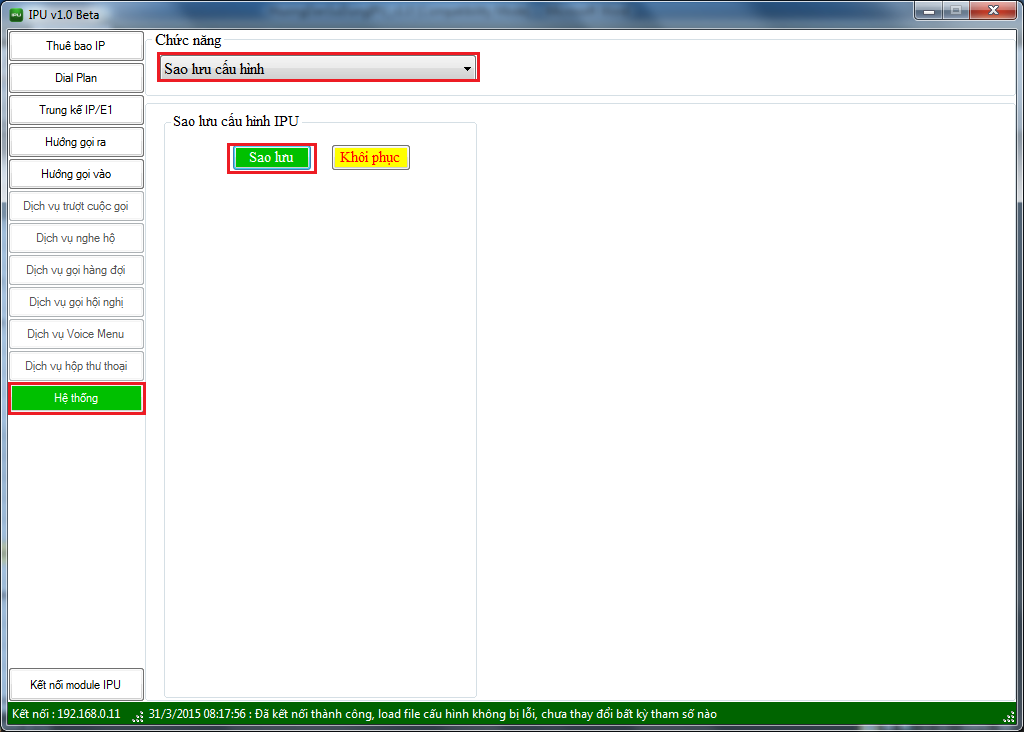 IPU v1.0 Beta
Thuê bao IP
Dial Plan
Trung kế IP/E1
Hướng gọi ra
Hướng gọi vào
Dịch vụ trượt cuộc gọi
Dịch vụ nghe hộ
Dịch vụ gọi hàng đợi
Dịch vụ gọi hội nghị
Dịch vụ Voice Menu
Dịch vụ hộp thư thoại
Hệ thống
Kết nối module IPU
Chức năng
Sao lưu cấu hình
Sao lưu cấu hình IPU
Sao lưu Khôi phục
Kết nối : 192.168.0.11 31/3/2015 08:17:56 : Đã kết nối thành công, load file cấu hình không bị lỗi, chưa thay đổi bất kỳ tham số nào